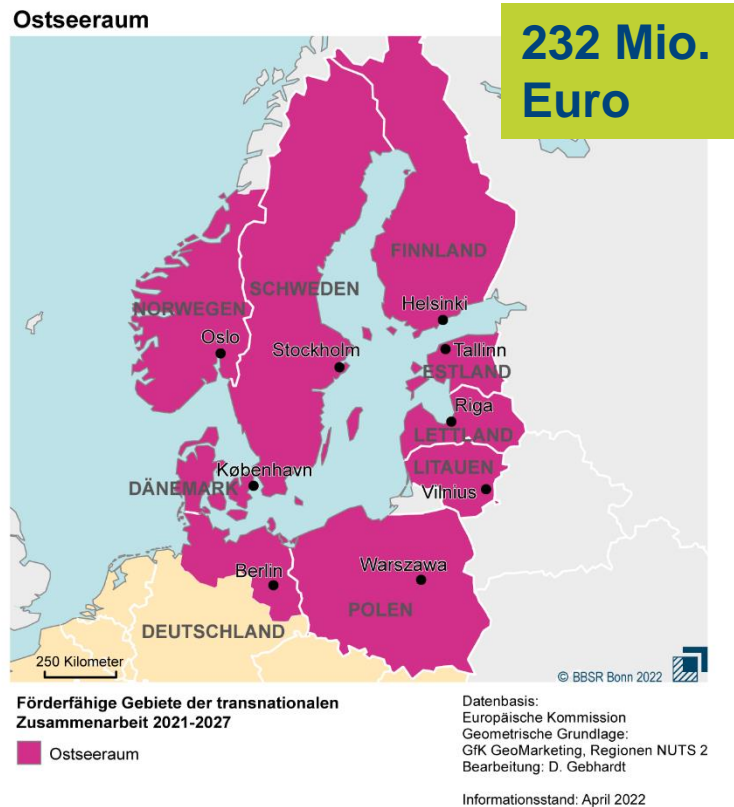 Ostseeraum
232 Mio.
Euro
FINNLAND
SCHWEDEN
NORWEGEN
Helsinki
Oslo
Stockholm
Tallinn
ESTLAND
Riga
LETTLAND
LITAUEN
København
DÄNEMARK
Vilnius
Berlin
Warszawa
POLEN
DEUTSCHLAND
250 Kilometer
© BBSR Bonn 2022
Förderfähige Gebiete der transnationalen
Zusammenarbeit 2021-2027
Ostseeraum
Datenbasis:
Europäische Kommission
Geometrische Grundlage:
GfK GeoMarketing, Regionen NUTS 2
Bearbeitung: D. Gebhardt
Informationsstand: April 2022